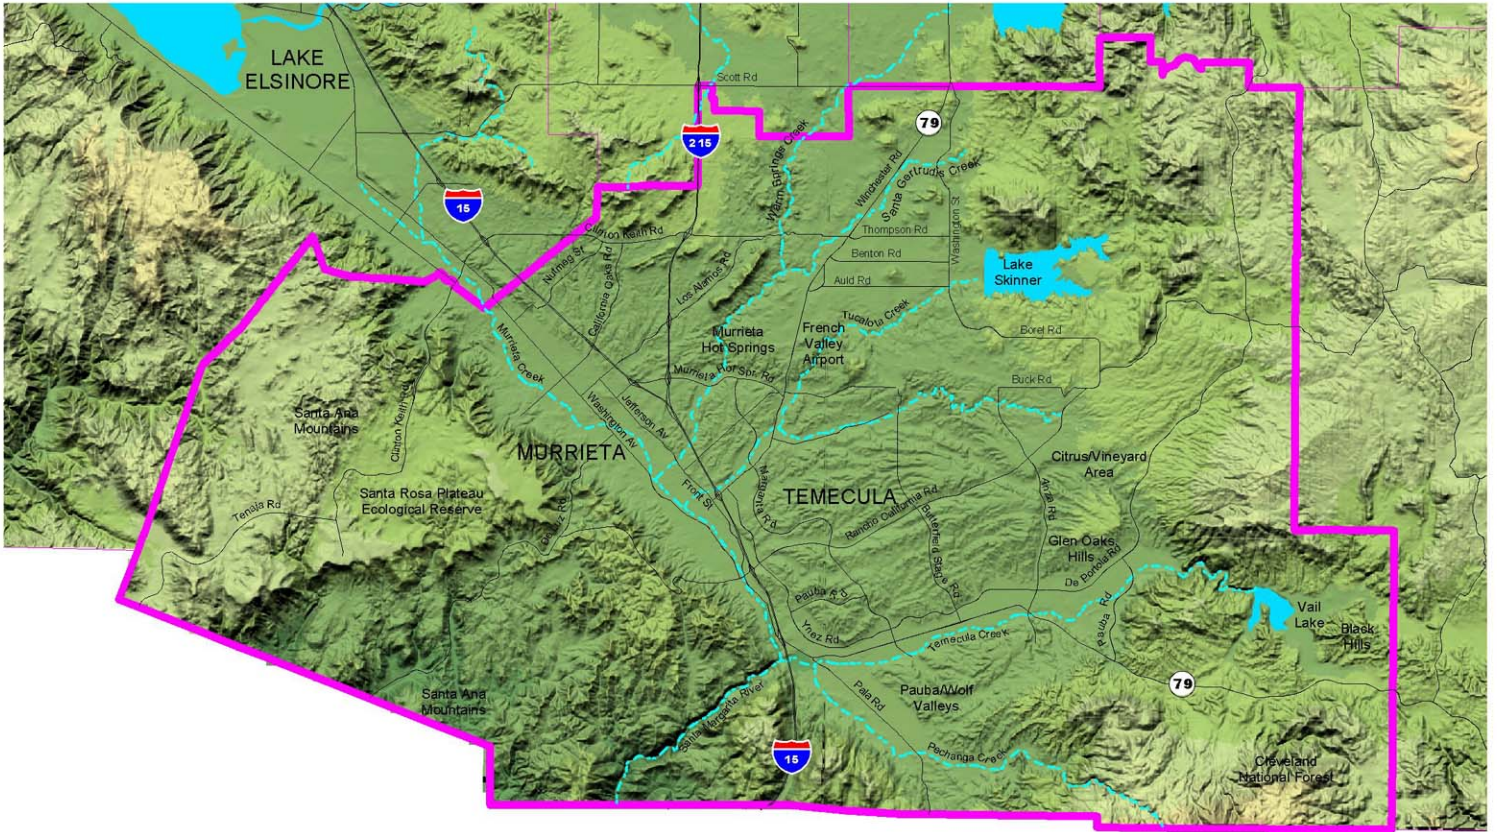 LAKE
ELSINORE
Scott Rd
79
215
Warm Springs Creek
Winchester Rd
Santa Gertrudis Creek
15
Clinton Keith Rd
Thompson Rd
Washington St
Nutmeg St
California Oaks Rd
Los Alamos Rd
Benton Rd
Auld Rd
Lake
Skinner
Tucalota Creek
Murrieta
Hot Springs
French
Valley
Airport
Borel Rd
Murrieta Creek
Murrieta Hot Spr. Rd
Buck Rd
Santa Ana
Mountains
Clinton Keith Rd
Washington Av
Jefferson Av
MURRIETA
Citrus/Vineyard
Area
Santa Rosa Plateau
Ecological Reserve
Tenaja Rd
Front St
Margarita Rd
TEMECULA
Rancho California Rd
Butterfield Stage Rd
Anza Rd
Glen Oaks
Hills
De Portola Rd
Pauba Rd
Ynez Rd
Temecula Creek
Pauba Rd
Vail
Lake
Black
Hills
Santa Ana
Mountains
Santa Margarita River
Pala Rd
Pauba/Wolf
Valleys
79
15
Pechanga Creek
Cleveland
National Forest